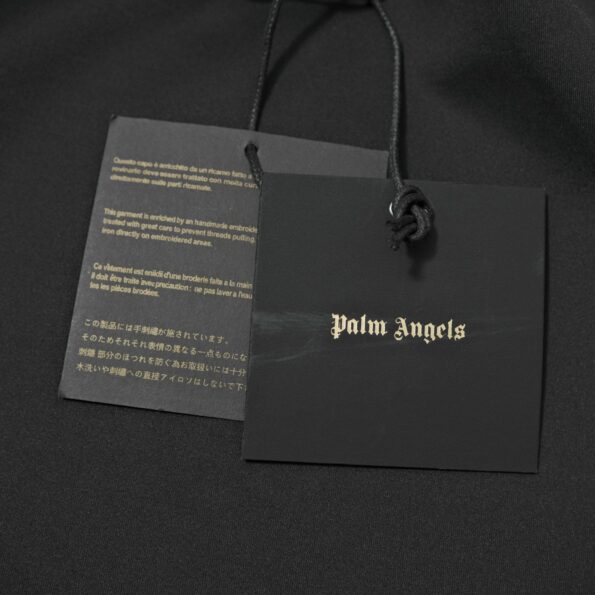 Questo capo è arricchito da un ricamo fatto a
rovinarlo deve essere trattato con molta cura
direttamente sulle parti ricamate.
This garment is enriched by an handmade embroide
treated with great care to prevent threads pulling.
iron directly on embroidered areas.
Ca vêtement est eniidi d'une broderie faite a la main
il doit être traite avec precaution : ne pas laver a l'eau
les les pièces brodées.
この製品には手刺繍が施されています。
そのためそれぞれ表情の異なる一点ものにな
刺繍 部分のほつれを防ぐ為お取扱いには十分
水洗いや刺繍への直接アイロンはしないで下
Palm Angels